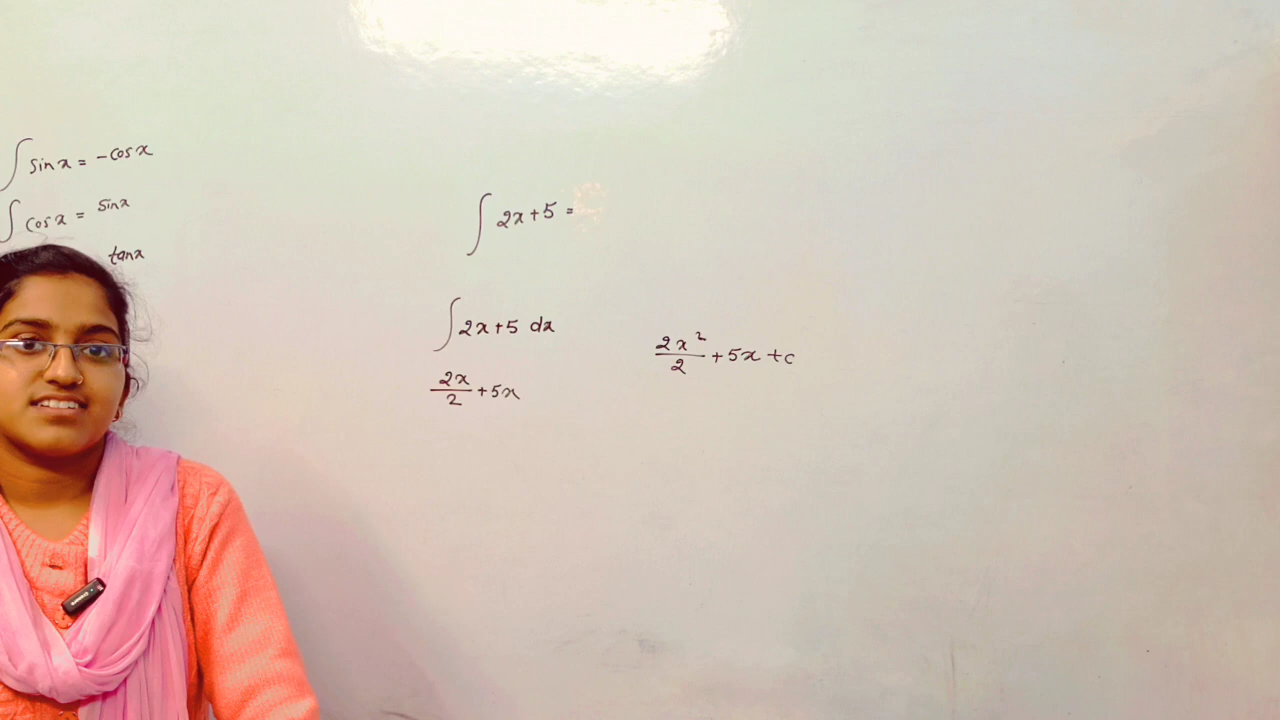 ∫ sin x = - cos x
∫ cos x = sin x
tan x
∫ 2x+5 =
∫ 2x+5 dx
2x/2 + 5x
2x²/2 + 5x + c